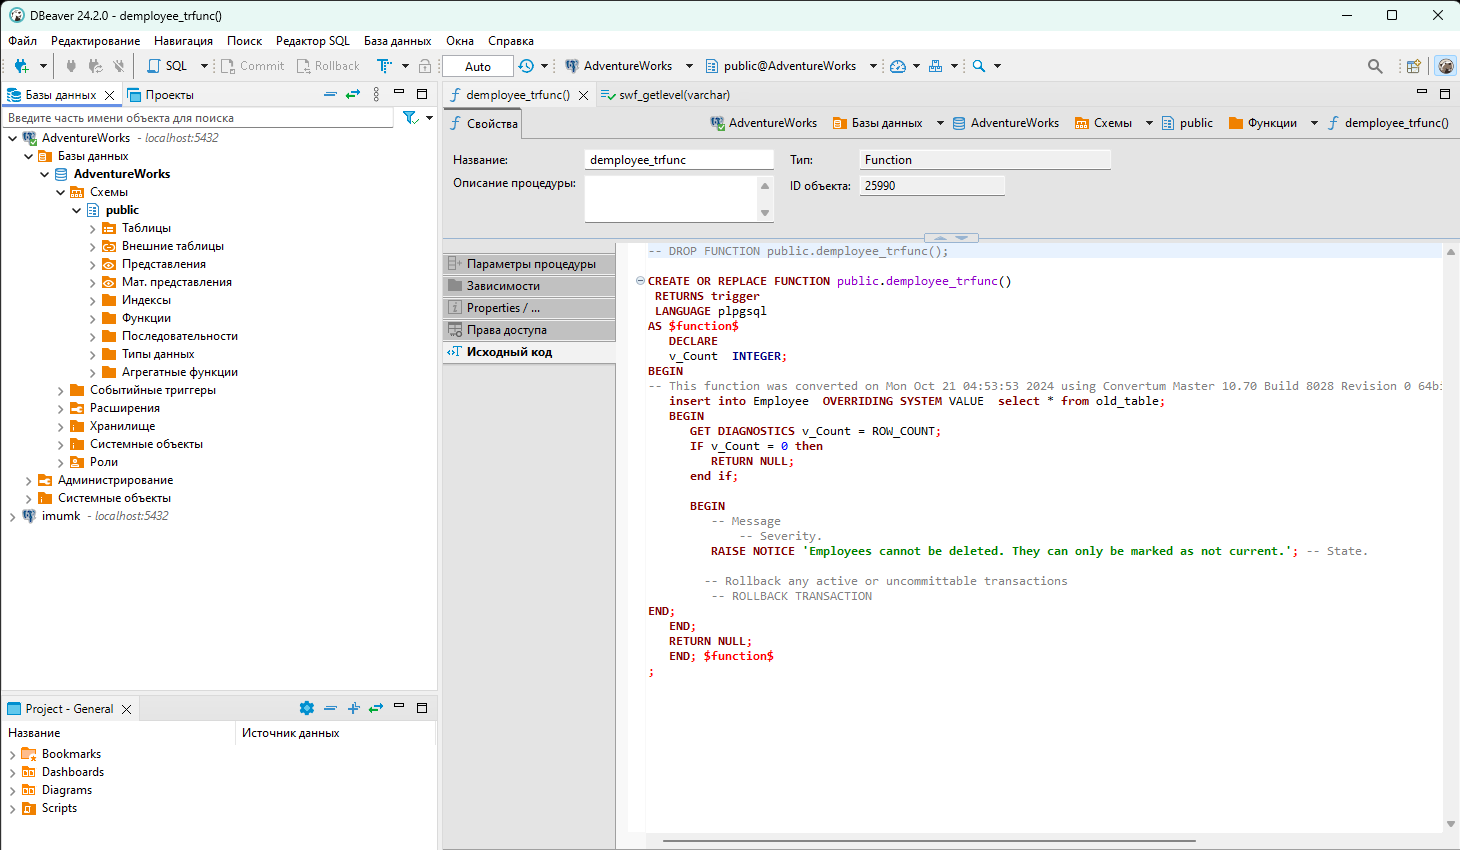 DBeaver 24.2.0 - demployee_trfunc()
Файл Редактирование Навигация Поиск Редактор SQL База данных Окна Справка
SQL Commit Rollback Auto AdventureWorks public@AdventureWorks
Базы данных Проекты
Введите часть имени объекта для поиска
AdventureWorks - localhost:5432
Базы данных
AdventureWorks
Схемы
public
Таблицы
Внешние таблицы
Представления
Мат. представления
Индексы
Функции
Последовательности
Типы данных
Агрегатные функции
Событийные триггеры
Расширения
Хранилище
Системные объекты
Роли
Администрирование
Системные объекты
imumk - localhost:5432
Project - General
Название Источник данных
Bookmarks
Dashboards
Diagrams
Scripts
demployee_trfunc() swf_getlevel(varchar)
Свойства AdventureWorks Базы данных AdventureWorks Схемы public Функции demployee_trfunc()
Название: demployee_trfunc Тип: Function
Описание процедуры: ID объекта: 25990
Параметры процедуры
Зависимости
Properties / ...
Права доступа
Исходный код
-- DROP FUNCTION public.demployee_trfunc();
CREATE OR REPLACE FUNCTION public.demployee_trfunc()
RETURNS trigger
LANGUAGE plpgsql
AS $function$
DECLARE
v_Count INTEGER;
BEGIN
-- This function was converted on Mon Oct 21 04:53:53 2024 using Convertum Master 10.70 Build 8028 Revision 0 64bi
insert into Employee OVERRIDING SYSTEM VALUE select * from old_table;
BEGIN
GET DIAGNOSTICS v_Count = ROW_COUNT;
IF v_Count = 0 then
RETURN NULL;
end if;
BEGIN
-- Message
-- Severity.
RAISE NOTICE 'Employees cannot be deleted. They can only be marked as not current.'; -- State.
-- Rollback any active or uncommittable transactions
-- ROLLBACK TRANSACTION
END;
END;
RETURN NULL;
END; $function$
;